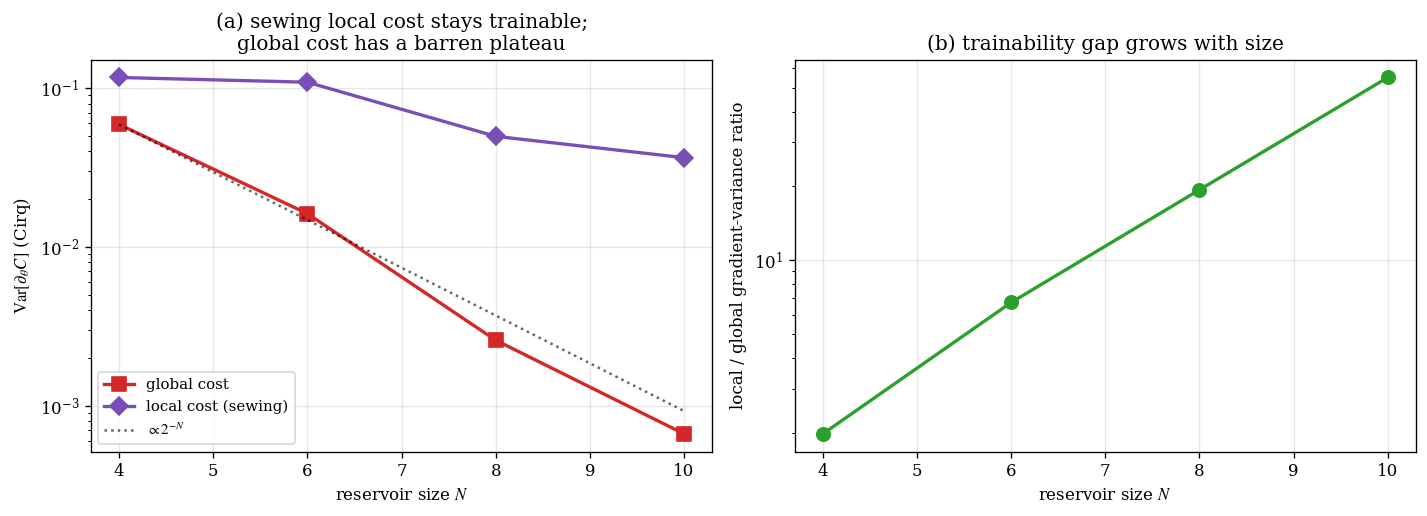 (a) sewing local cost stays trainable;
global cost has a barren plateau
Var[∂θC] (Cirq)
10⁻¹
10⁻²
10⁻³
global cost
local cost (sewing)
∝2⁻ᴺ
4 5 6 7 8 9 10
reservoir size N
(b) trainability gap grows with size
local / global gradient-variance ratio
10¹
4 5 6 7 8 9 10
reservoir size N